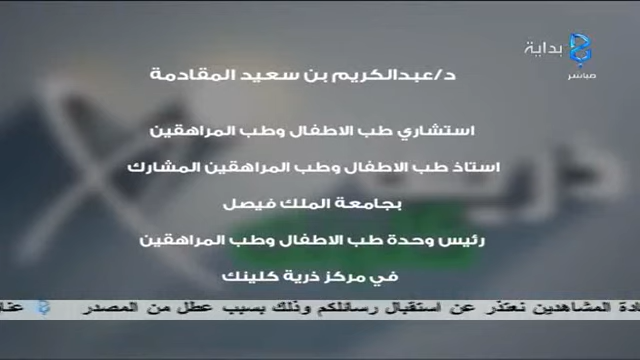 بداية
مباشر
د/عبدالكريم بن سعيد المقادمة
استشاري طب الاطفال وطب المراهقين
استاذ طب الاطفال وطب المراهقين المشارك
بجامعة الملك فيصل
رئيس وحدة طب الاطفال وطب المراهقين
في مركز ذرية كلينك
المشاهدين نعتذر عن استقبال رسائلكم وذلك بسبب عطل من المصدر